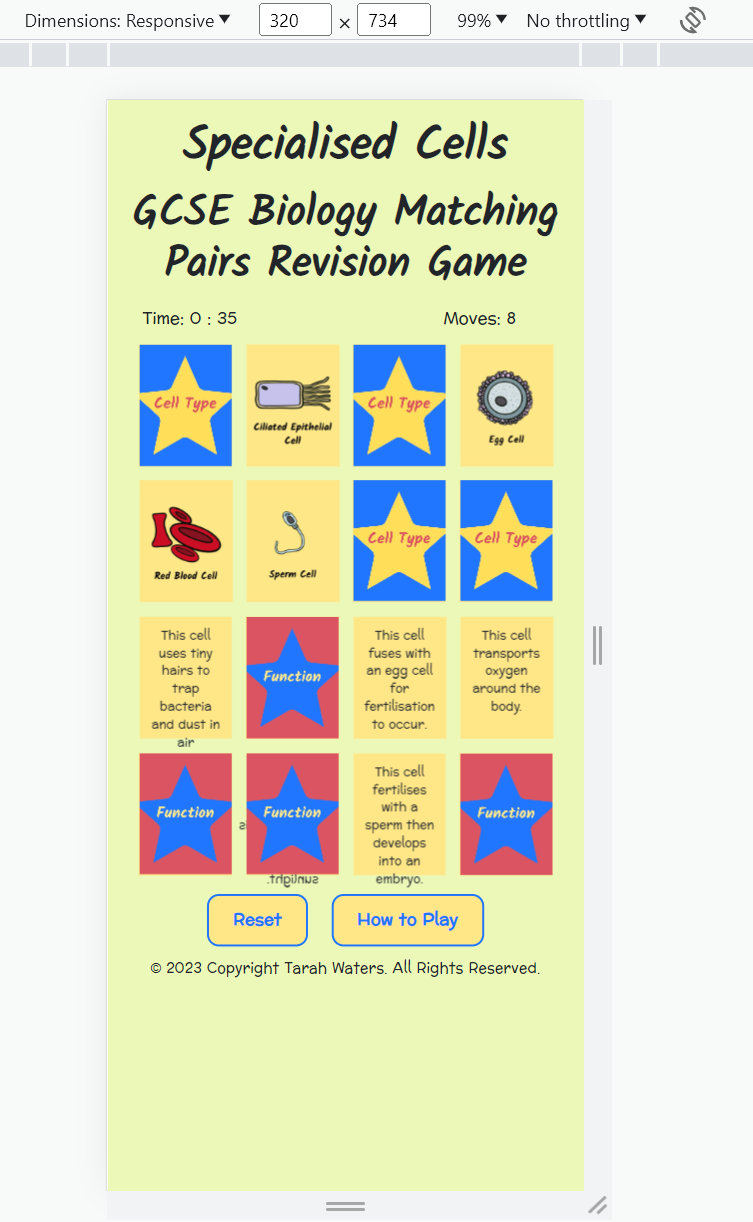 Dimensions: Responsive 320 × 734 99% No throttling
Specialised Cells
GCSE Biology Matching
Pairs Revision Game
Time: 0 : 35 Moves: 8
Cell Type
Ciliated Epithelial
Cell
Cell Type
Egg Cell
Red Blood Cell
Sperm Cell
Cell Type
Cell Type
This cell
uses tiny
hairs to
trap
bacteria
and dust in
air
Function
This cell
fuses with
an egg cell
for
fertilisation
to occur.
This cell
transports
oxygen
around the
body.
Function
Function
sunlight.
This cell
fertilises
with a
sperm then
develops
into an
embryo.
Function
Reset How to Play
© 2023 Copyright Tarah Waters. All Rights Reserved.